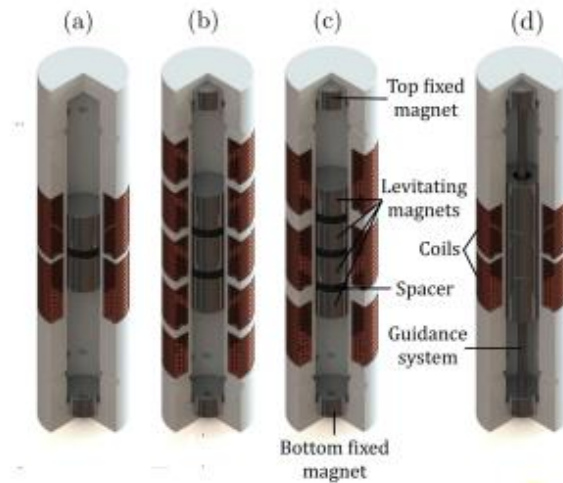 (a)
(b)
(c)
(d)
Top fixed
magnet
Levitating
magnets
Coils
Spacer
Guidance
system
Bottom fixed
magnet